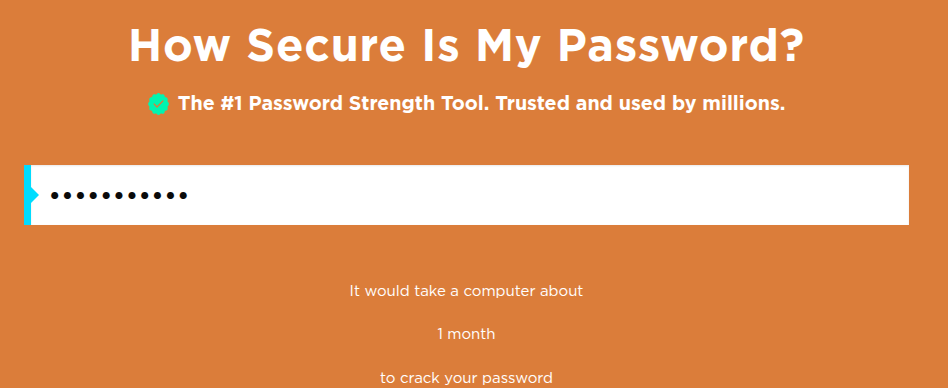 How Secure Is My Password?
The #1 Password Strength Tool. Trusted and used by millions.
•••••••••••
It would take a computer about
1 month
to crack your password